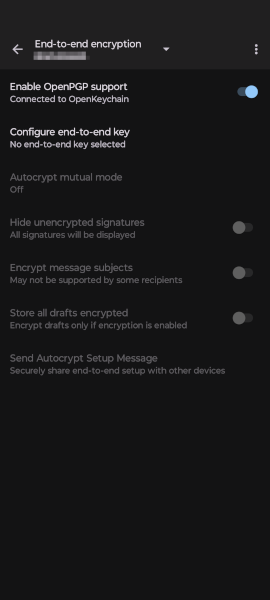 End-to-end encryption
Enable OpenPGP support
Connected to OpenKeychain
Configure end-to-end key
No end-to-end key selected
Autocrypt mutual mode
Off
Hide unencrypted signatures
All signatures will be displayed
Encrypt message subjects
May not be supported by some recipients
Store all drafts encrypted
Encrypt drafts only if encryption is enabled
Send Autocrypt Setup Message
Securely share end-to-end setup with other devices